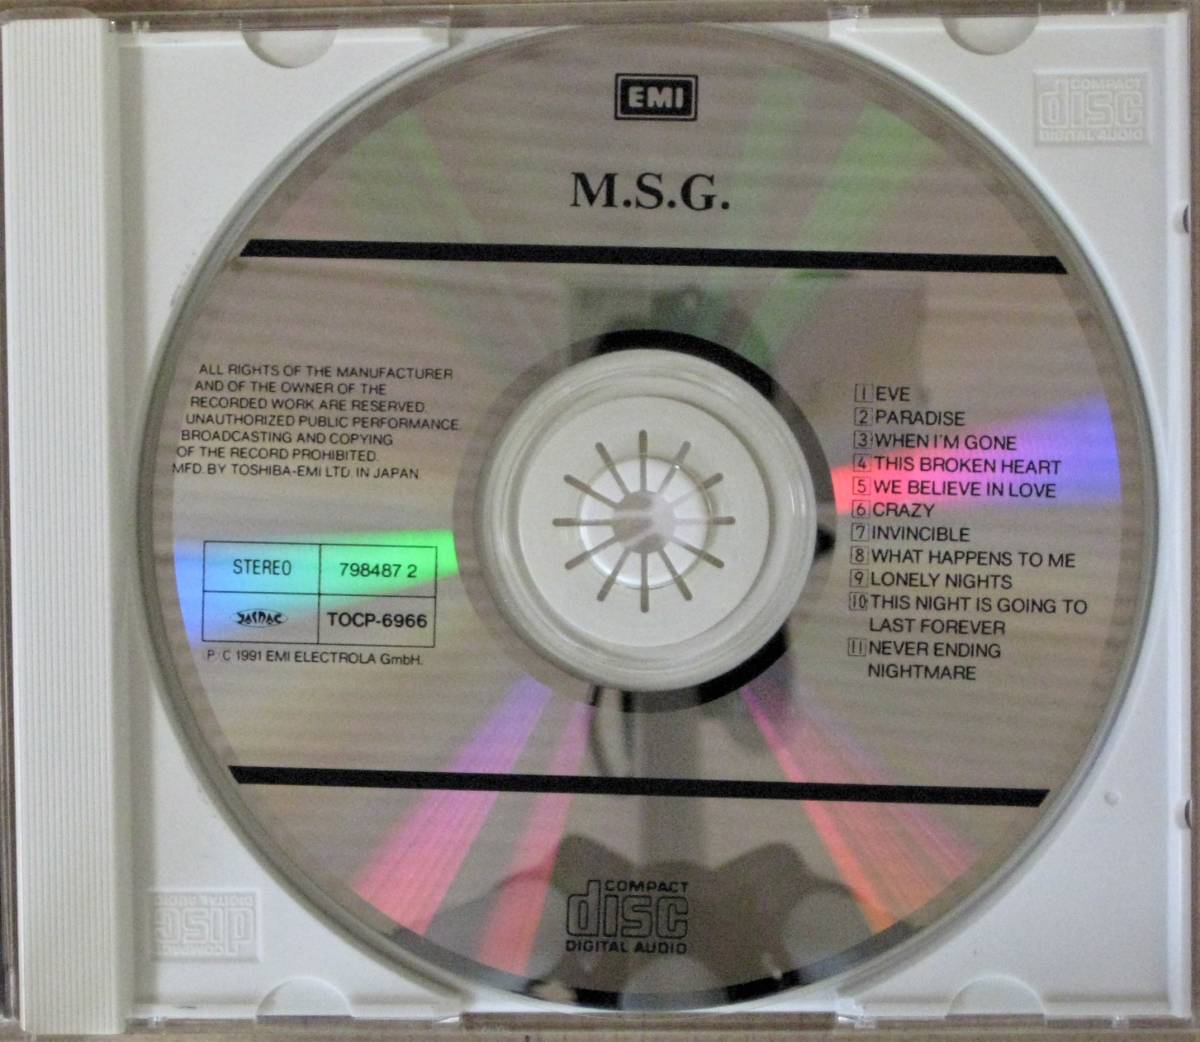 EMI
M.S.G.
COMPACT
disc
DIGITAL AUDIO
ALL RIGHTS OF THE MANUFACTURER
AND OF THE OWNER OF THE
RECORDED WORK ARE RESERVED.
UNAUTHORIZED PUBLIC PERFORMANCE.
BROADCASTING AND COPYING
OF THE RECORD PROHIBITED.
MFD. BY TOSHIBA-EMI LTD. IN JAPAN
STEREO
798487 2
JASRAC
TOCP-6966
P. C 1991 EMI ELECTROLA GmbH.
1 EVE
2 PARADISE
3 WHEN I'M GONE
4 THIS BROKEN HEART
5 WE BELIEVE IN LOVE
6 CRAZY
7 INVINCIBLE
8 WHAT HAPPENS TO ME
9 LONELY NIGHTS
10 THIS NIGHT IS GOING TO
LAST FOREVER
11 NEVER ENDING
NIGHTMARE
COMPACT
disc
DIGITAL AUDIO
COMPACT
disc
DIGITAL AUDIO